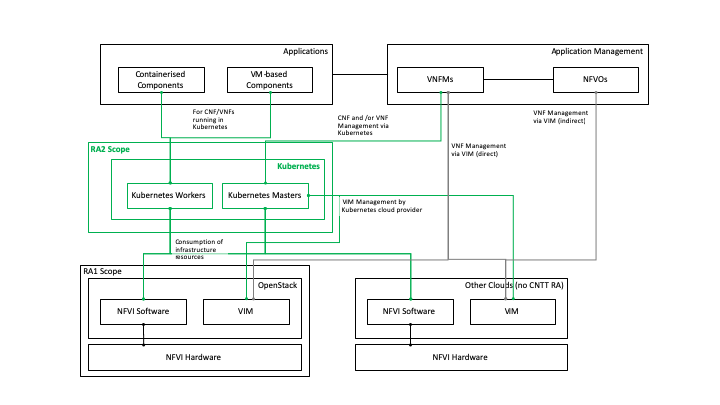 Applications
Application Management
Containerised
Components
VM-based
Components
VNFMs
NFVOs
For CNF/VNFs
running in
Kubernetes
CNF and /or VNF
Management via
Kubernetes
VNF Management
via VIM (indirect)
VNF Management
via VIM (direct)
RA2 Scope
Kubernetes
Kubernetes Workers
Kubernetes Masters
VIM Management by
Kubernetes cloud provider
Consumption of
infrastructure
resources
RA1 Scope
OpenStack
Other Clouds (no CNTT RA)
NFVI Software
VIM
NFVI Software
VIM
NFVI Hardware
NFVI Hardware